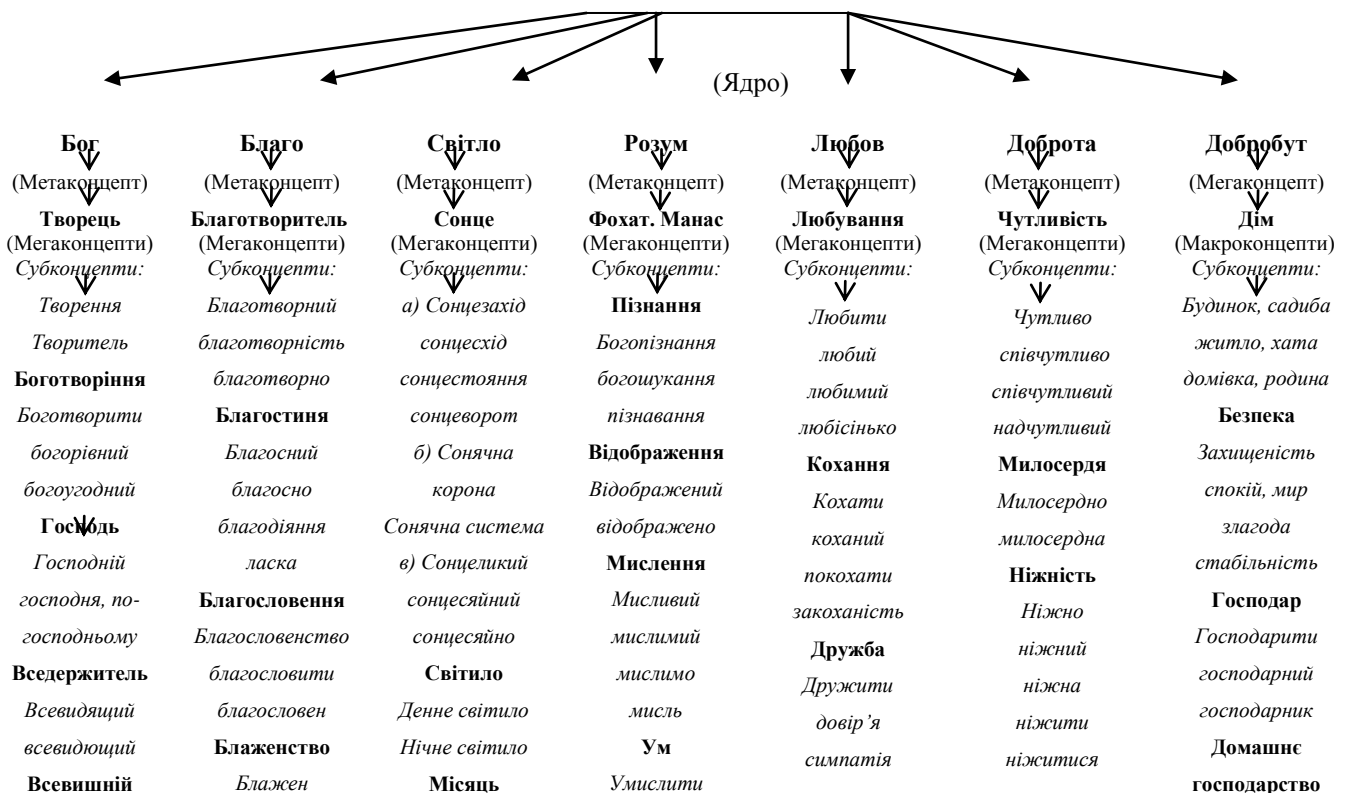 (Ядро)
Бог
(Метаконцепт)
Творець
(Мегаконцепти)
Субконцепти:
Творення
Творитель
Боготворіння
Боготворити
богорівний
богоугодний
Господь
Господній
господня, по-
господньому
Вседержитель
Всевидящий
всевидющий
Всевишній
Благо
(Метаконцепт)
Благотворитель
(Мегаконцепти)
Субконцепти:
Благотворний
благотворність
благотворно
Благостиня
Благосний
благосно
благодіяння
ласка
Благословення
Благословенство
благословити
благословен
Блаженство
Блажен
Світло
(Метаконцепт)
Сонце
(Мегаконцепти)
Субконцепти:
а) Сонцезахід
сонцесхід
сонцестояння
сонцеворот
б) Сонячна
корона
Сонячна система
в) Сонцеликий
сонцесяйний
сонцесяйно
Світило
Денне світило
Нічне світило
Місяць
Розум
(Метаконцепт)
Фохат. Манас
(Мегаконцепти)
Субконцепти:
Пізнання
Богопізнання
богошукання
пізнавання
Відображення
Відображений
відображено
Мислення
Мисливий
мислимий
мислимо
мисль
Ум
Умислити
Любов
(Метаконцепт)
Любування
(Мегаконцепти)
Субконцепти:
Любити
любий
любимий
любісінько
Кохання
Кохати
коханий
покохати
закоханість
Дружба
Дружити
довір’я
симпатія
Доброта
(Метаконцепт)
Чутливість
(Мегаконцепти)
Субконцепти:
Чутливо
співчутливо
співчутливий
надчутливий
Милосердя
Милосердно
милосердна
Ніжність
Ніжно
ніжний
ніжна
ніжити
ніжитися
Добробут
(Мегаконцепт)
Дім
(Макроконцепти)
Субконцепти:
Будинок, садиба
житло, хата
домівка, родина
Безпека
Захищеність
спокій, мир
злагода
стабільність
Господар
Господарити
господарний
господарник
Домашнє
господарство